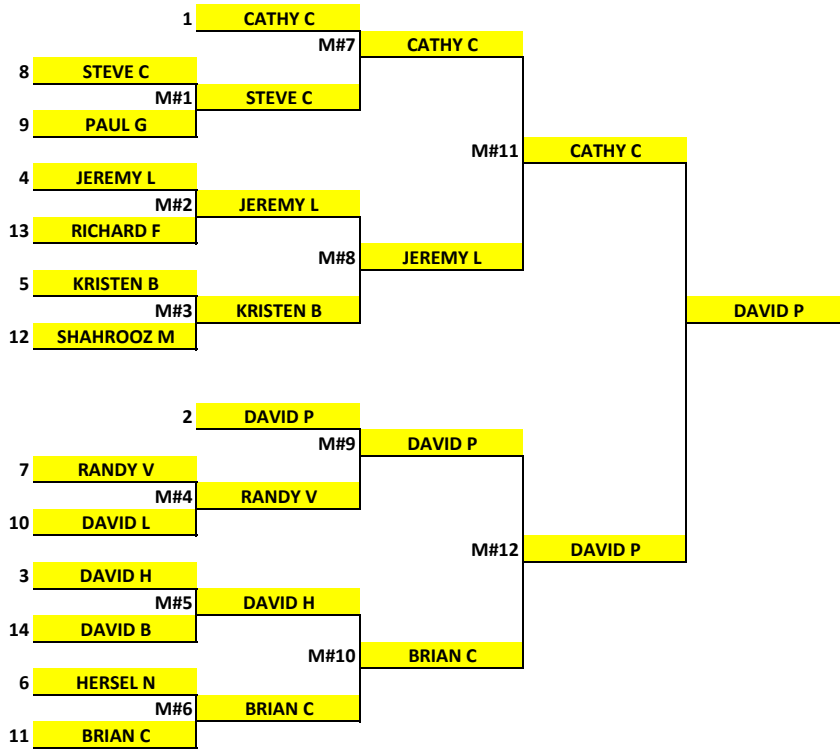 1 CATHY C
M#7 CATHY C
8 STEVE C
M#1 STEVE C
9 PAUL G
M#11 CATHY C
4 JEREMY L
M#2 JEREMY L
13 RICHARD F
M#8 JEREMY L
5 KRISTEN B
M#3 KRISTEN B DAVID P
12 SHAHROOZ M
2 DAVID P
M#9 DAVID P
7 RANDY V
M#4 RANDY V
10 DAVID L
M#12 DAVID P
3 DAVID H
M#5 DAVID H
14 DAVID B
M#10 BRIAN C
6 HERSEL N
M#6 BRIAN C
11 BRIAN C